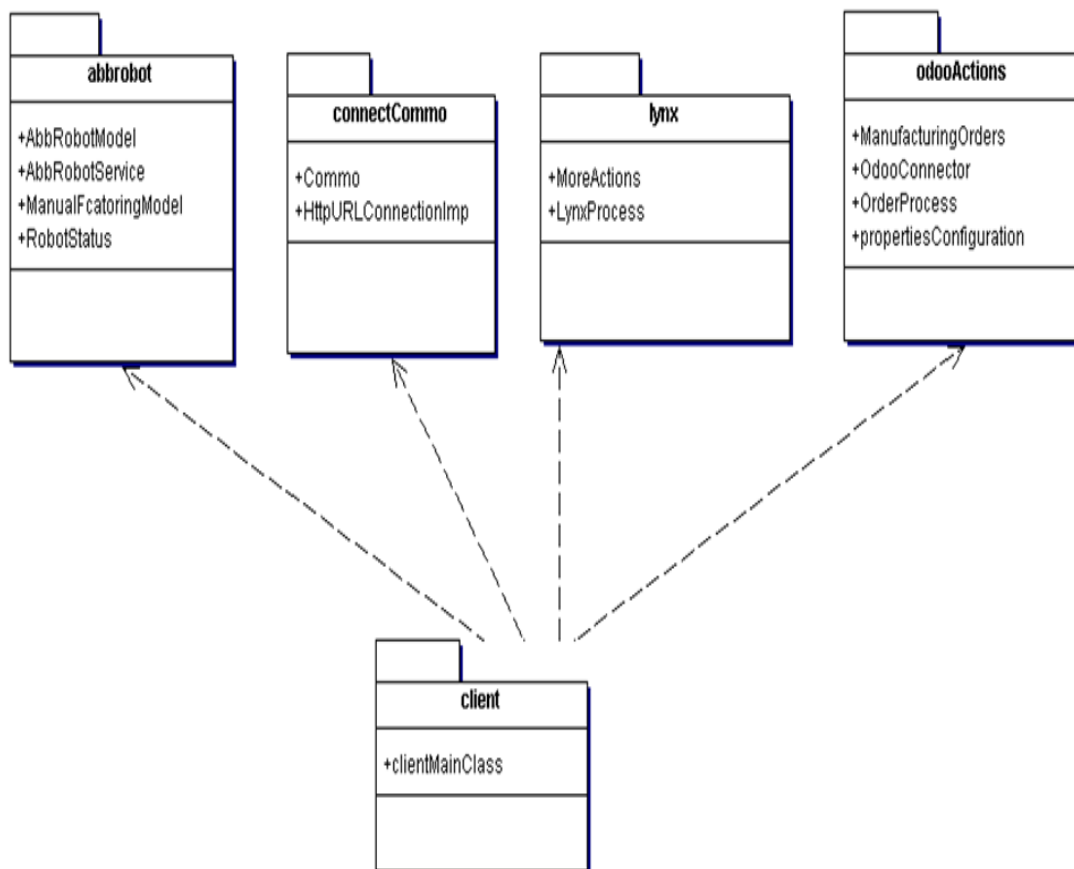 abbrobot
+AbbRobotModel
+AbbRobotService
+ManualFcatoringModel
+RobotStatus
connectCommo
+Commo
+HttpURLConnectionImp
lynx
+MoreActions
+LynxProcess
odooActions
+ManufacturingOrders
+OdooConnector
+OrderProcess
+propertiesConfiguration
client
+clientMainClass